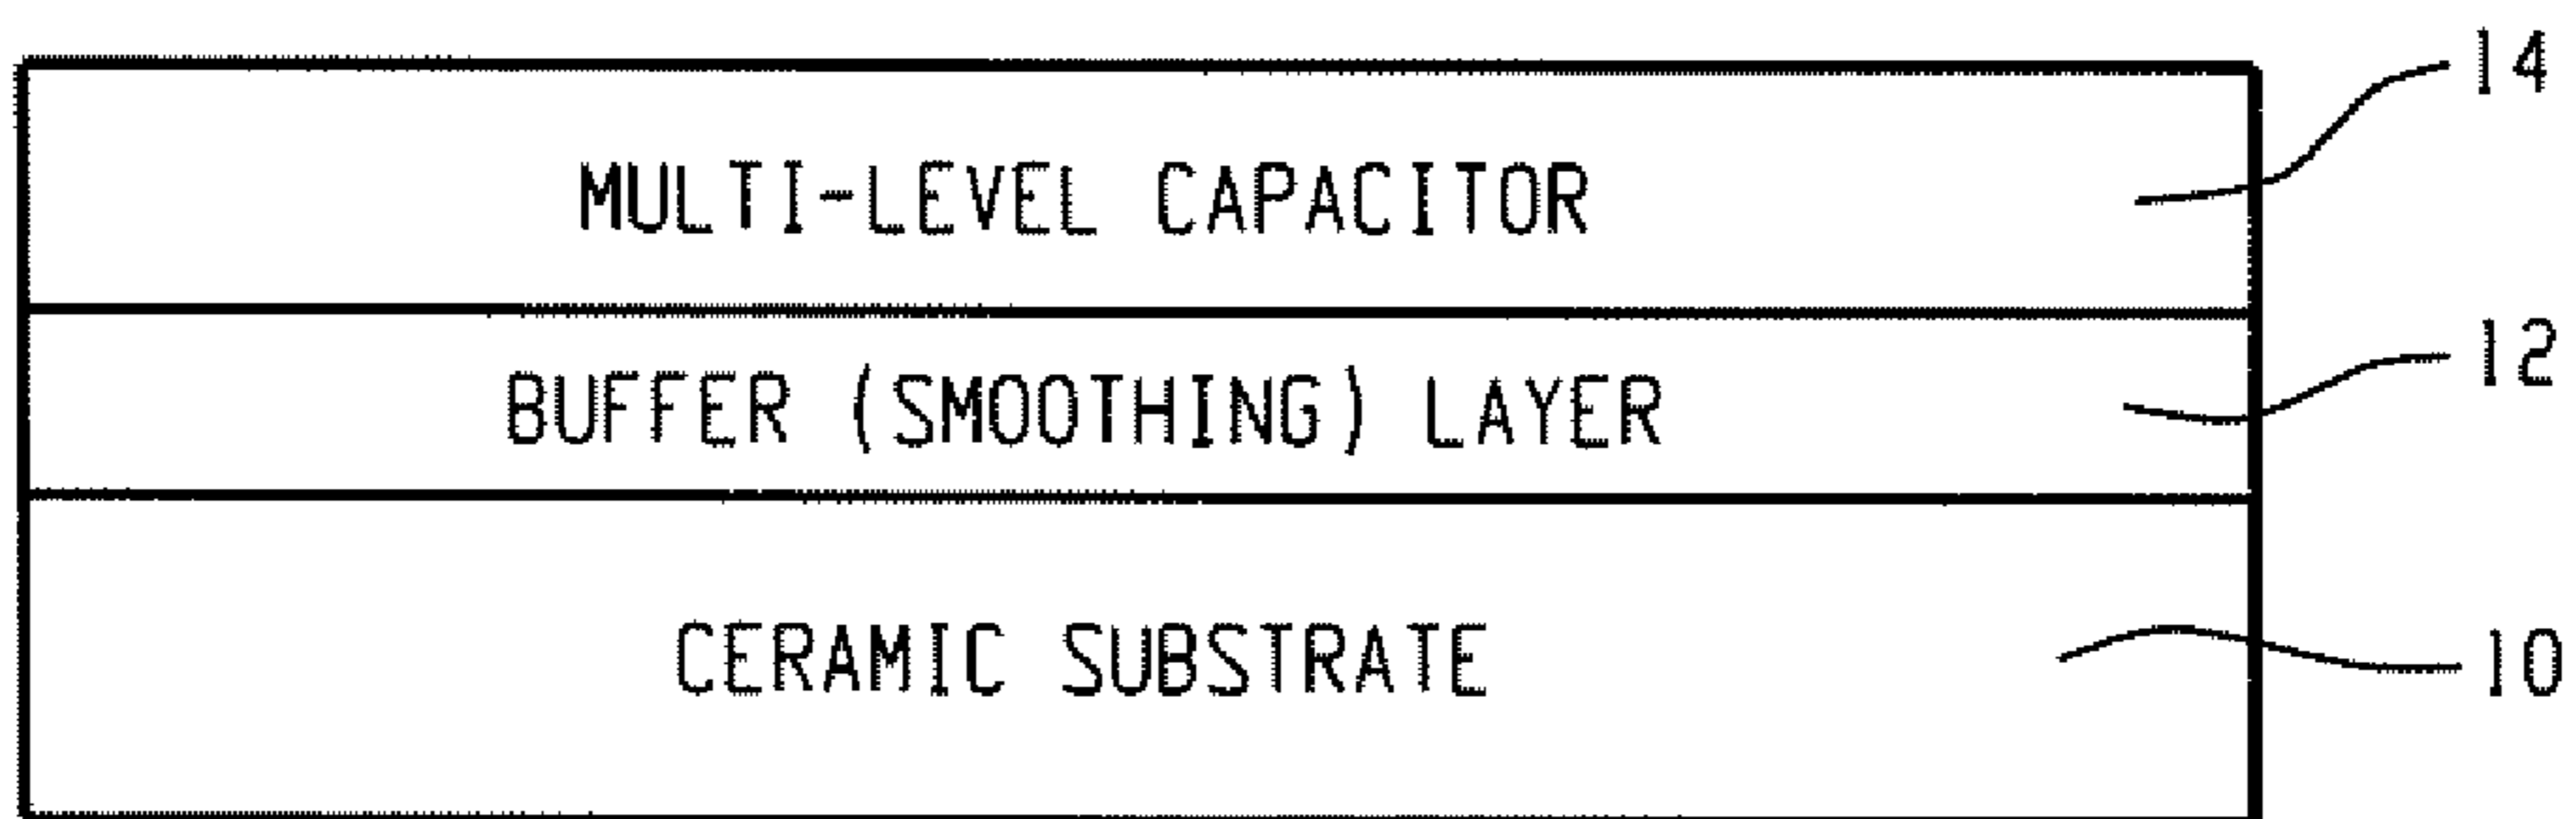 14
MULTI-LEVEL CAPACITOR
12
BUFFER (SMOOTHING) LAYER
CERAMIC SUBSTRATE
10